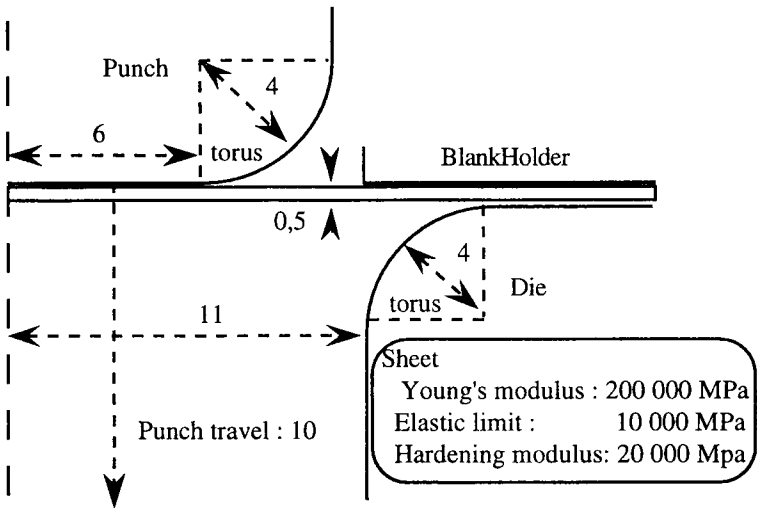 Punch
4
6
torus
BlankHolder
0,5
4
Die
torus
11
Sheet
Young's modulus : 200 000 MPa
Elastic limit : 10 000 MPa
Hardening modulus: 20 000 Mpa
Punch travel : 10